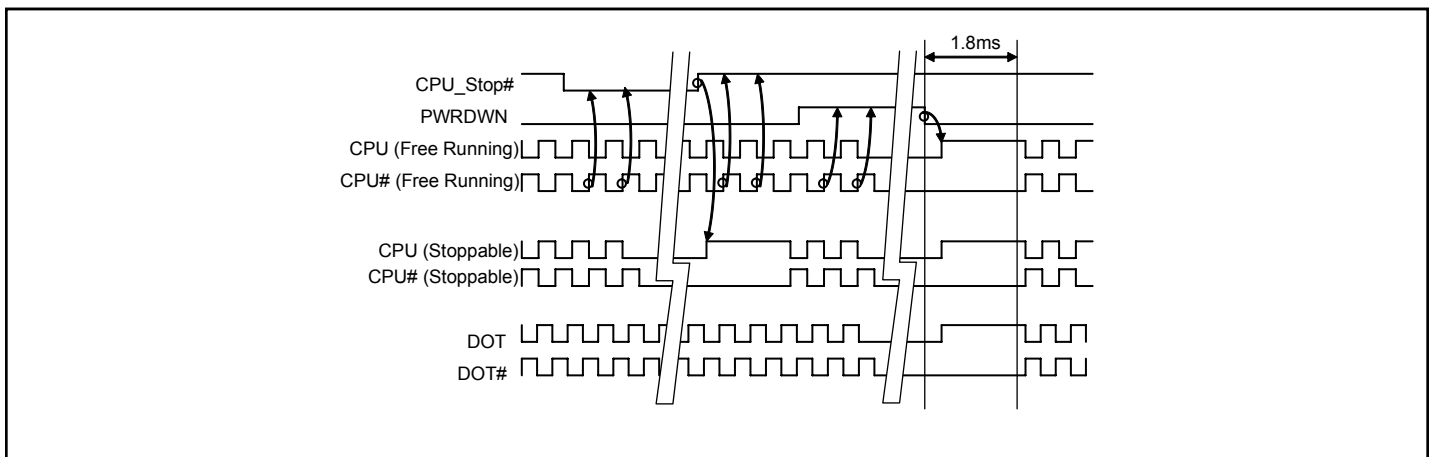 1.8ms
CPU_Stop#
PWRDWN
CPU (Free Running)
CPU# (Free Running)
CPU (Stoppable)
CPU# (Stoppable)
DOT
DOT#